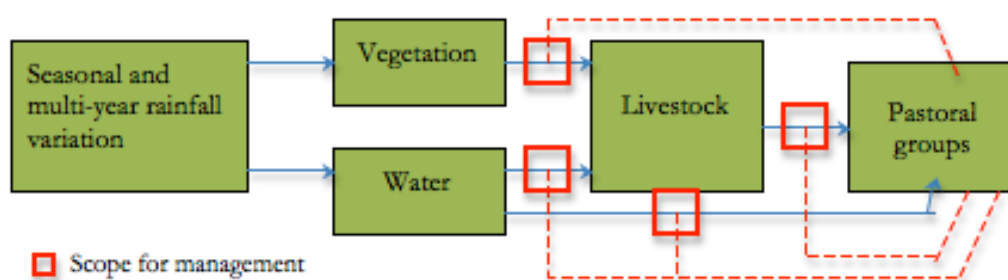 Seasonal and
multi-year rainfall
variation
Vegetation
Water
Livestock
Pastoral
groups
Scope for management